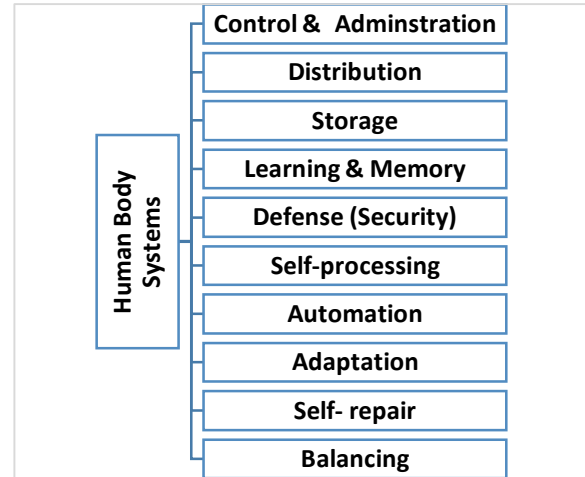 Control & Adminstration
Distribution
Storage
Learning & Memory
Defense (Security)
Self-processing
Automation
Adaptation
Self- repair
Balancing
Human Body
Systems